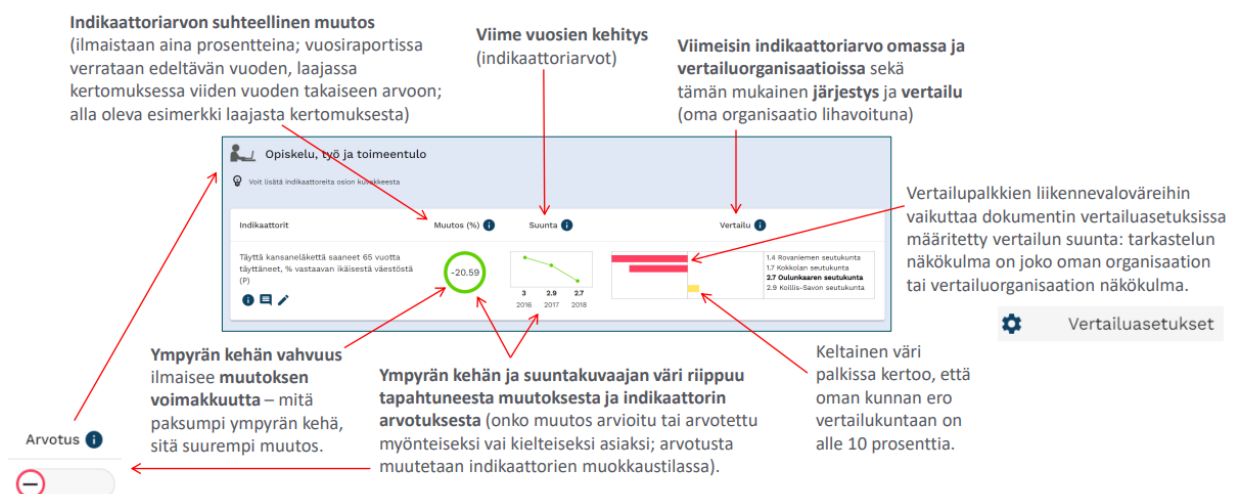 Indikaattoriarvon suhteellinen muutos
(ilmaistaan aina prosentteina; vuosiraportissa
verrataan edeltävän vuoden, laajassa
kertomuksessa viiden vuoden takaiseen arvoon;
alla oleva esimerkki laajasta kertomuksesta)
Viime vuosien kehitys
(indikaattoriarvot)
Viimeisin indikaattoriarvo omassa ja
vertailuorganisaatioissa sekä
tämän mukainen järjestys ja vertailu
(oma organisaatio lihavoituna)
Opiskelu, työ ja toimeentulo
Voit lisätä indikaattoreita osion kuvakkeesta
Indikaattorit
Muutos (%)
Suunta
Vertailu
Täyttä kansaneläkettä saaneet 65 vuotta
täyttäneet, % vastaavan ikäisestä väestöstä
(P)
-20.59
3 2.9 2.7
2016 2017 2018
1.4 Rovaniemen seutukunta
1.7 Kokkolan seutukunta
2.7 Oulunkaaren seutukunta
2.9 Koillis-Savon seutukunta
Vertailupalkkien liikennevaloväreihin
vaikuttaa dokumentin vertailuasetuksissa
määritetty vertailun suunta: tarkastelun
näkökulma on joko oman organisaation
tai vertailuorganisaation näkökulma.
Vertailuasetukset
Ympyrän kehän vahvuus
ilmaisee muutoksen
voimakkuutta – mitä
paksumpi ympyrän kehä,
sitä suurempi muutos.
Ympyrän kehän ja suuntakuvaajan väri riippuu
tapahtuneesta muutoksesta ja indikaattorin
arvotuksesta (onko muutos arvioitu tai arvotettu
myönteiseksi vai kielteiseksi asiaksi; arvotusta
muutetaan indikaattorien muokkaustilassa).
Keltainen väri
palkissa kertoo, että
oman kunnan ero
vertailukuntaan on
alle 10 prosenttia.
Arvotus